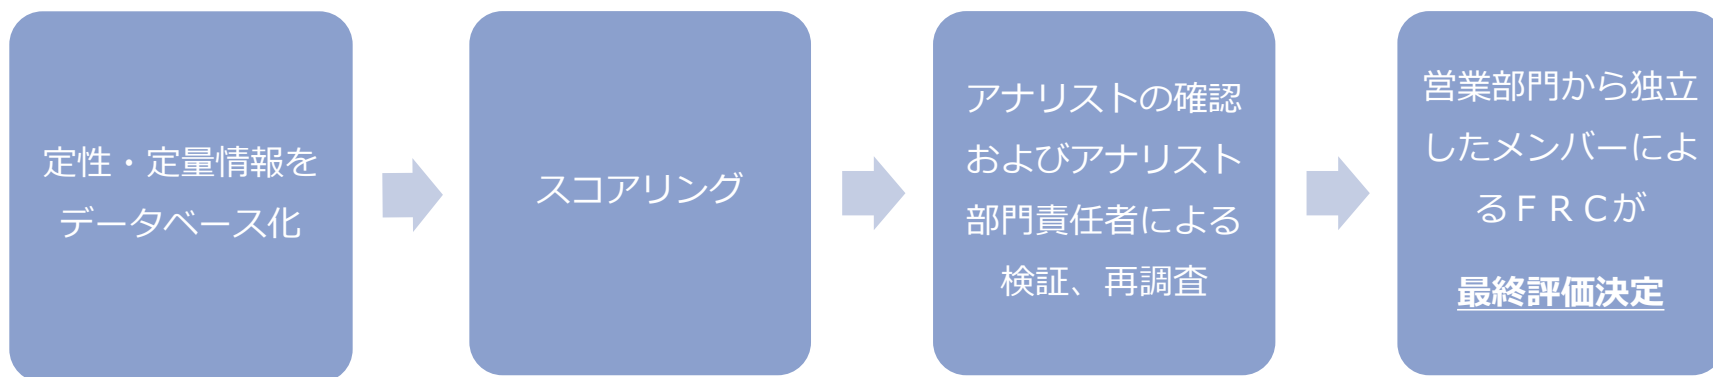 定性・定量情報を
データベース化
スコアリング
アナリストの確認
およびアナリスト
部門責任者による
検証、再調査
営業部門から独立
したメンバーによ
るＦＲＣが
最終評価決定